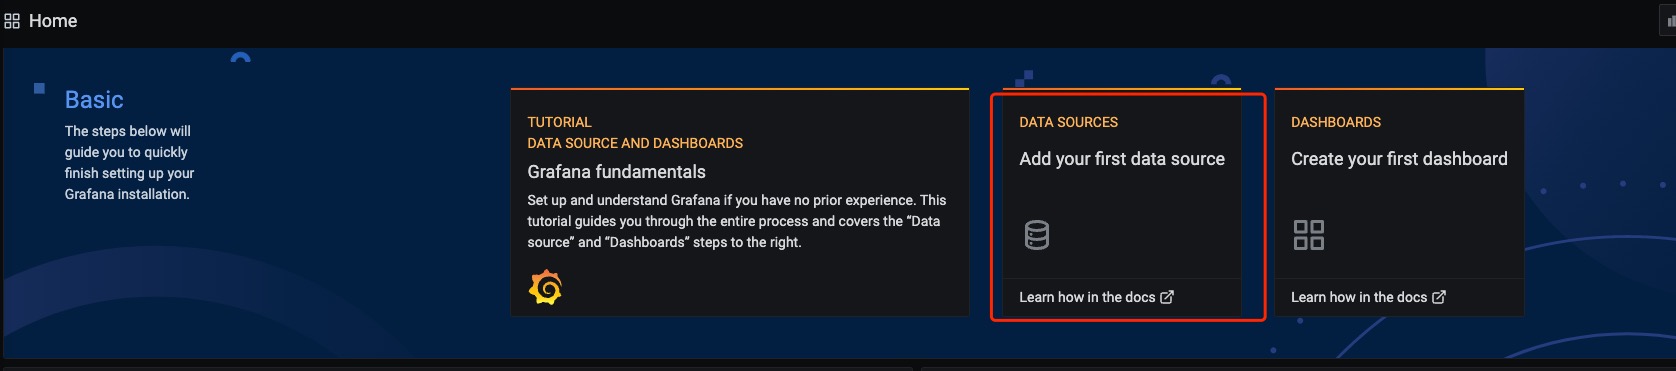 Home
Basic
The steps below will
guide you to quickly
finish setting up your
Grafana installation.
TUTORIAL
DATA SOURCE AND DASHBOARDS
Grafana fundamentals
Set up and understand Grafana if you have no prior experience. This
tutorial guides you through the entire process and covers the “Data
source” and “Dashboards” steps to the right.
DATA SOURCES
Add your first data source
Learn how in the docs
DASHBOARDS
Create your first dashboard
Learn how in the docs